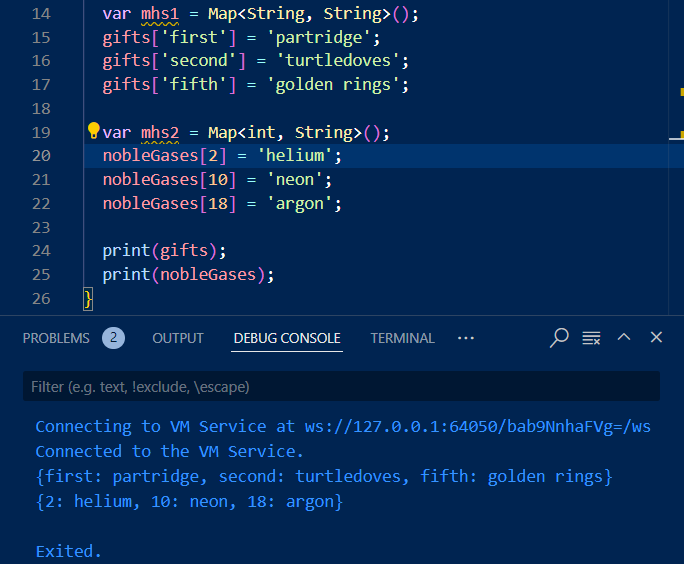 14 var mhs1 = Map<String, String>();
15 gifts['first'] = 'partridge';
16 gifts['second'] = 'turtledoves';
17 gifts['fifth'] = 'golden rings';
18
19 var mhs2 = Map<int, String>();
20 nobleGases[2] = 'helium';
21 nobleGases[10] = 'neon';
22 nobleGases[18] = 'argon';
23
24 print(gifts);
25 print(nobleGases);
26 }
PROBLEMS 2 OUTPUT DEBUG CONSOLE TERMINAL ...
Filter (e.g. text, !exclude, \escape)
Connecting to VM Service at ws://127.0.0.1:64050/bab9NnhaFVg=/ws
Connected to the VM Service.
{first: partridge, second: turtledoves, fifth: golden rings}
{2: helium, 10: neon, 18: argon}
Exited.